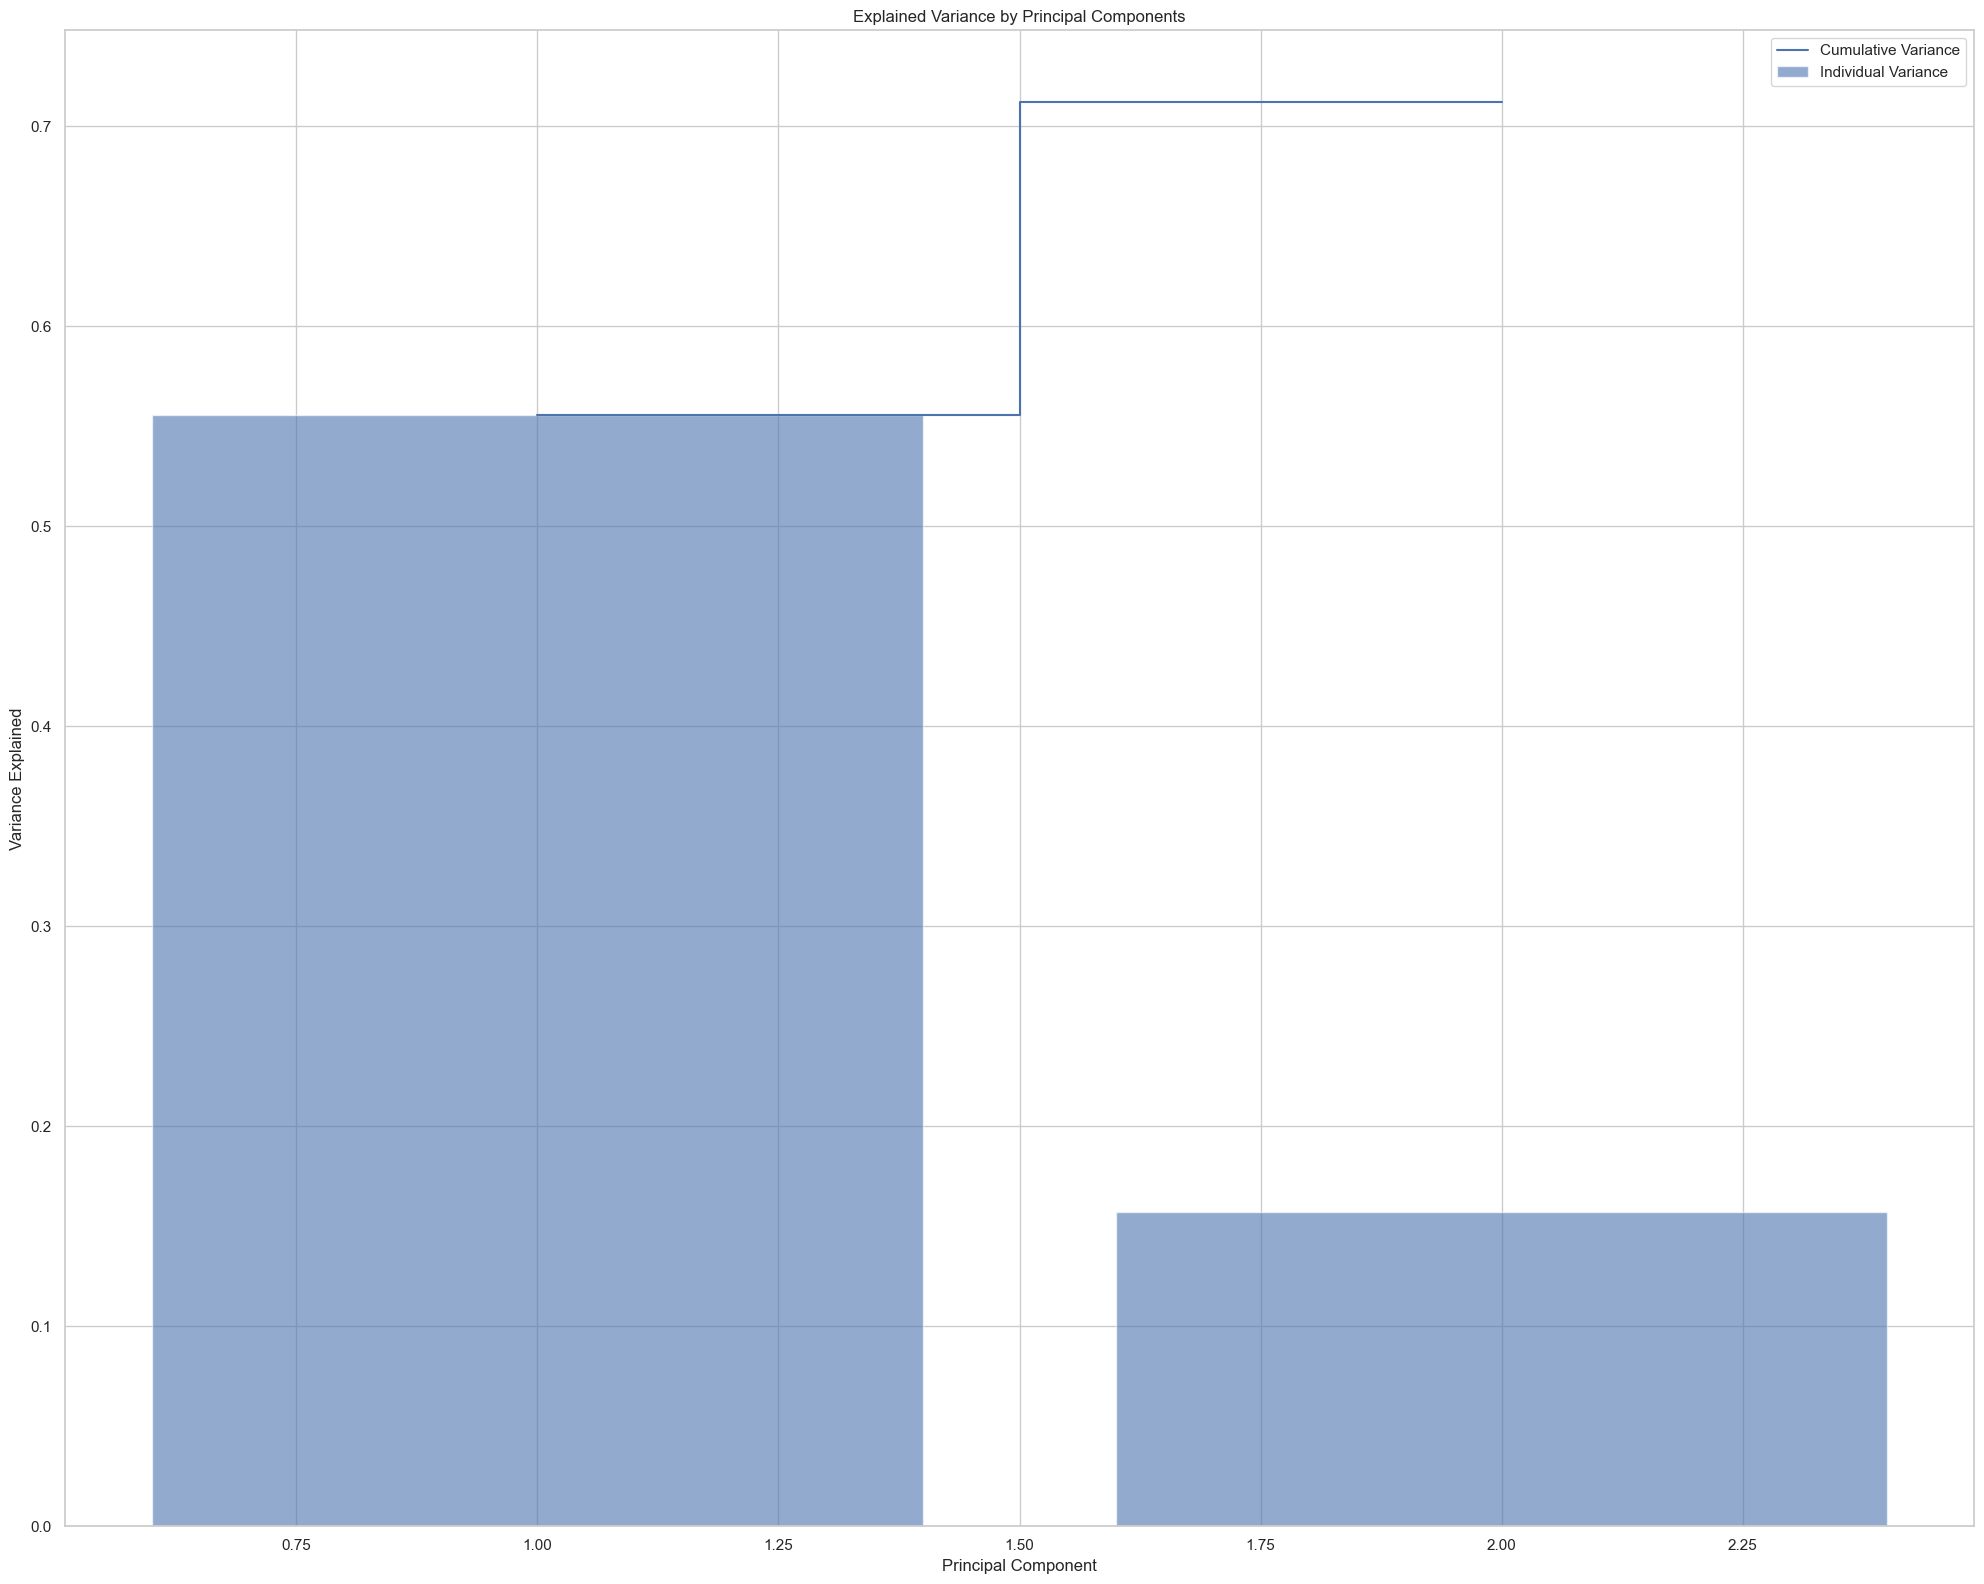 Explained Variance by Principal Components
Cumulative Variance
Individual Variance
Variance Explained
0.7
0.6
0.5
0.4
0.3
0.2
0.1
0.0
0.75 1.00 1.25 1.50 1.75 2.00 2.25
Principal Component